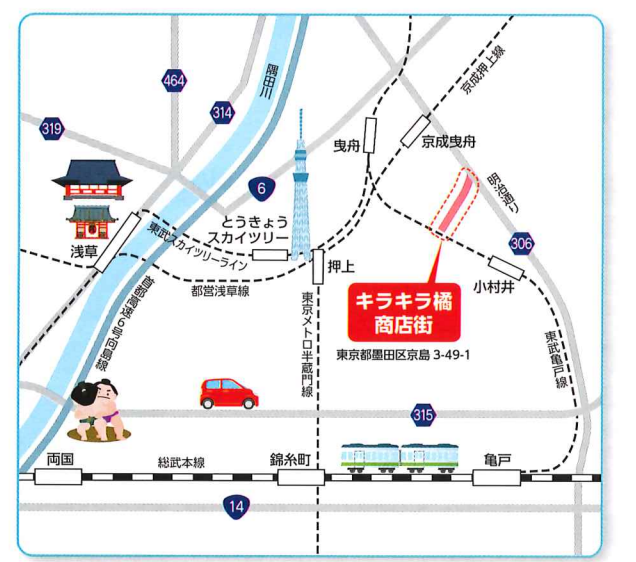 464
319
314
隅田川
京成押上線
曳舟
京成曳舟
明治通り
6
とうきょう
スカイツリー
浅草
東武スカイツリーライン
押上
306
小村井
都営浅草線
首都高速6号向島線
東京メトロ半蔵門線
キラキラ橘
商店街
東京都墨田区京島 3-49-1
東武亀戸線
315
両国
総武本線
錦糸町
亀戸
14